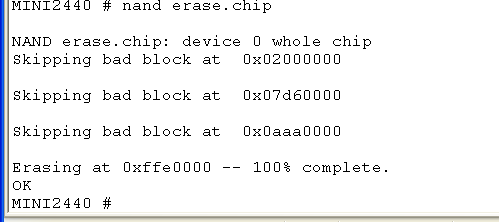 MINI2440 # nand erase.chip
NAND erase.chip: device 0 whole chip
Skipping bad block at  0x02000000
Skipping bad block at  0x07d60000
Skipping bad block at  0x0aaa0000
Erasing at 0xffe0000 -- 100% complete.
OK
MINI2440 #